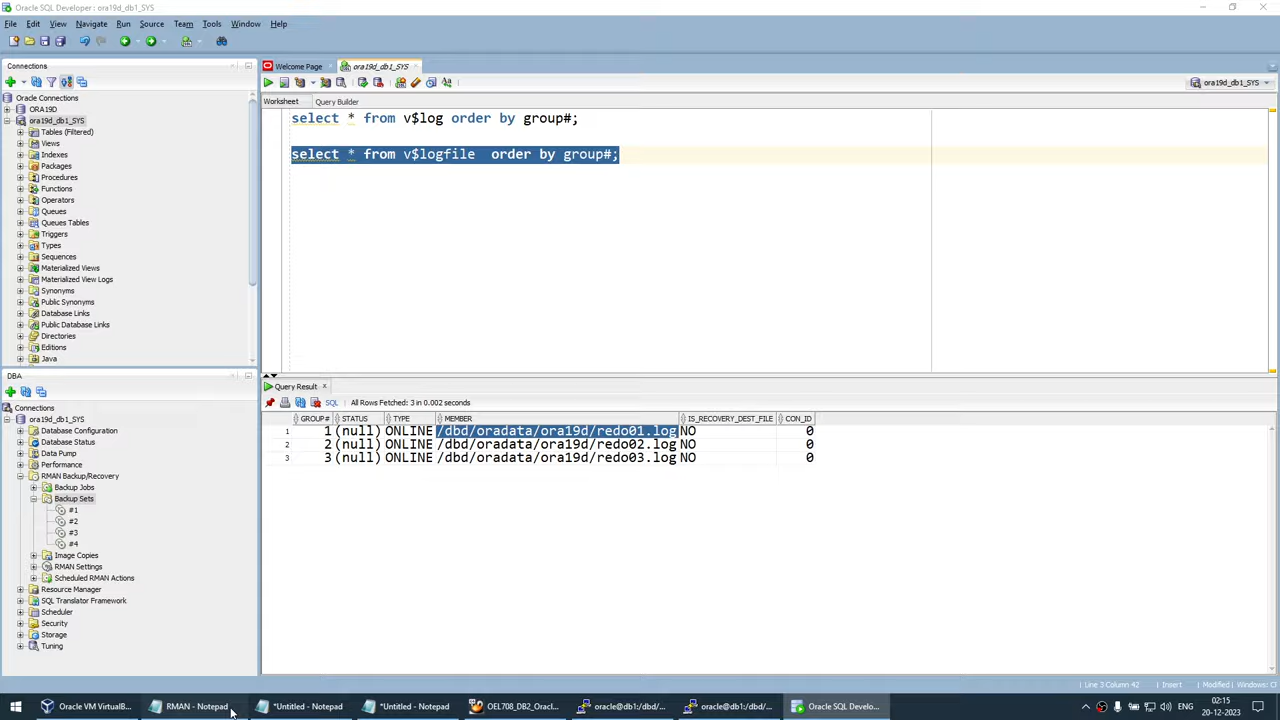 Oracle SQL Developer : ora19d_db1_SYS
File Edit View Navigate Run Source Team Tools Window Help
Connections
Welcome Page ora19d_db1_SYS
ora19d_db1_SYS
Worksheet Query Builder
Oracle Connections
ORA19D
ora19d_db1_SYS
Tables (Filtered)
Views
Indexes
Packages
Procedures
Functions
Operators
Queues
Queues Tables
Triggers
Types
Sequences
Materialized Views
Materialized View Logs
Synonyms
Public Synonyms
Database Links
Public Database Links
Directories
Editions
Java
select * from v$log order by group#;
select * from v$logfile  order by group#;
DBA
Connections
ora19d_db1_SYS
Database Configuration
Database Status
Data Pump
Performance
RMAN Backup/Recovery
Backup Jobs
Backup Sets
#1
#2
#3
#4
Image Copies
RMAN Settings
Scheduled RMAN Actions
Resource Manager
SQL Translator Framework
Scheduler
Security
Storage
Tuning
Query Result
SQL All Rows Fetched: 3 in 0.002 seconds
GROUP# STATUS TYPE MEMBER IS_RECOVERY_DEST_FILE CON_ID
1 1 (null) ONLINE /dbd/oradata/ora19d/redo01.log NO 0
2 2 (null) ONLINE /dbd/oradata/ora19d/redo02.log NO 0
3 3 (null) ONLINE /dbd/oradata/ora19d/redo03.log NO 0
Line 3 Column 42 Insert Modified Windows: Cl
Oracle VM VirtualB... RMAN - Notepad *Untitled - Notepad *Untitled - Notepad OEL708_DB2_Oracl... oracle@db1:/dbd/... oracle@db1:/dbd/... Oracle SQL Develo...
02:15
20-12-2023